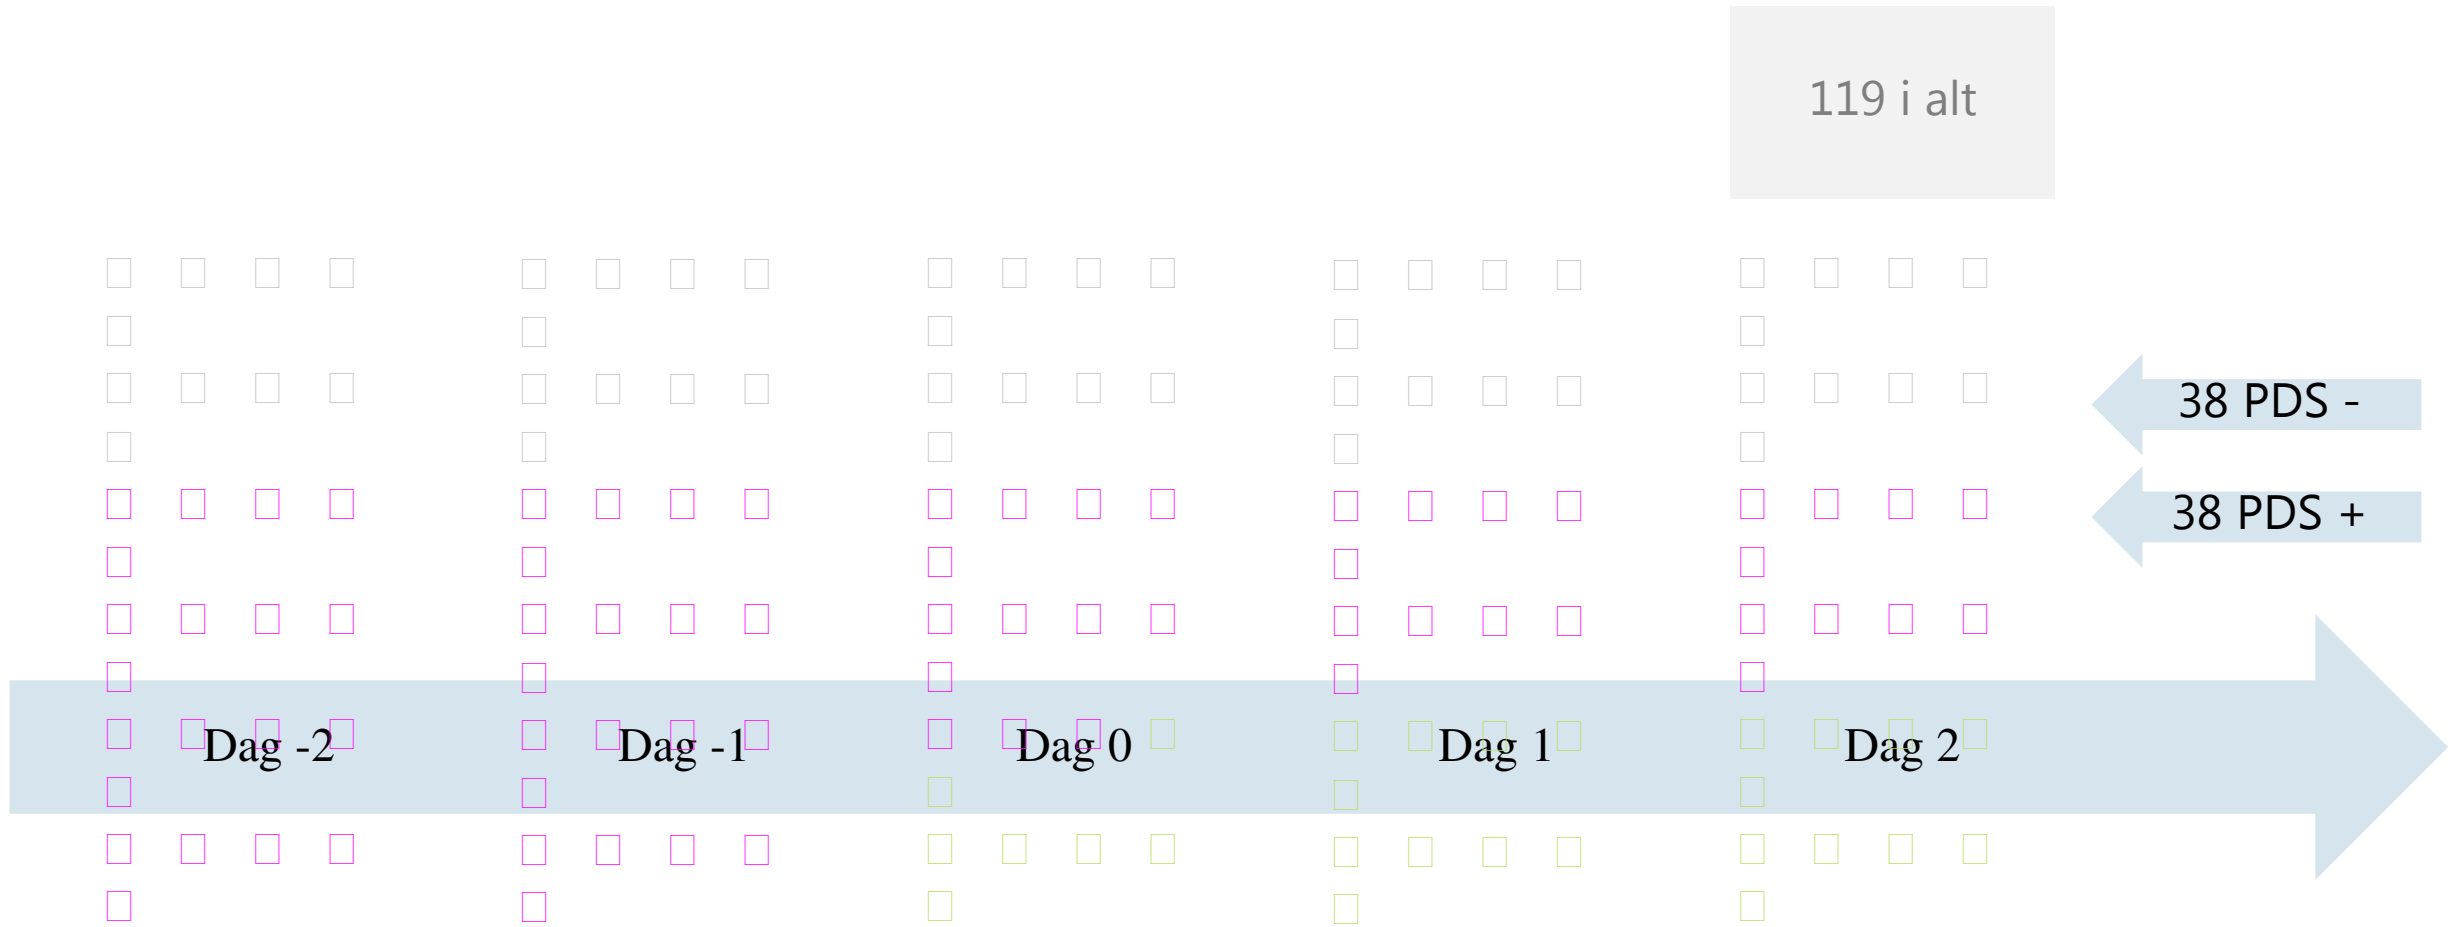 119 i alt
38 PDS -
38 PDS +
Dag -2
Dag -1
Dag 0
Dag 1
Dag 2